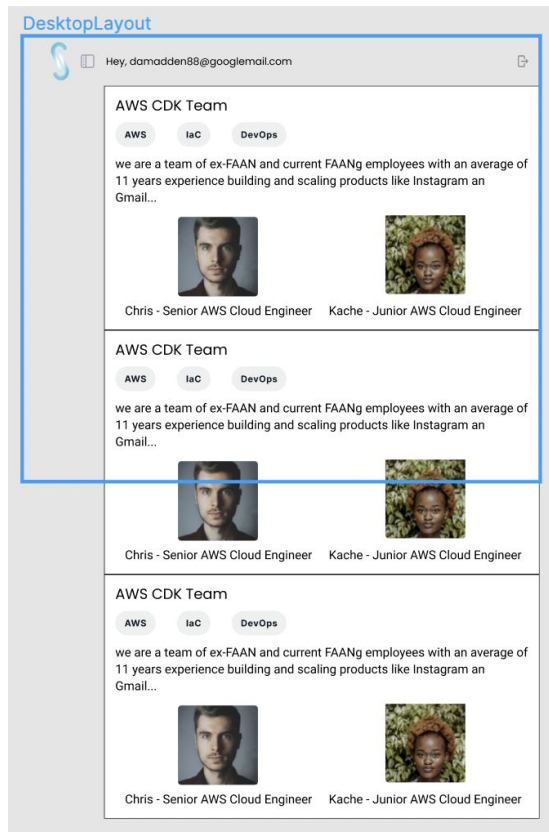 DesktopLayout
Hey, damadden88@googlemail.com
AWS CDK Team
AWS IaC DevOps
we are a team of ex-FAAN and current FAANg employees with an average of
11 years experience building and scaling products like Instagram an
Gmail...
Chris - Senior AWS Cloud Engineer Kache - Junior AWS Cloud Engineer
AWS CDK Team
AWS IaC DevOps
we are a team of ex-FAAN and current FAANg employees with an average of
11 years experience building and scaling products like Instagram an
Gmail...
Chris - Senior AWS Cloud Engineer Kache - Junior AWS Cloud Engineer
AWS CDK Team
AWS IaC DevOps
we are a team of ex-FAAN and current FAANg employees with an average of
11 years experience building and scaling products like Instagram an
Gmail...
Chris - Senior AWS Cloud Engineer Kache - Junior AWS Cloud Engineer